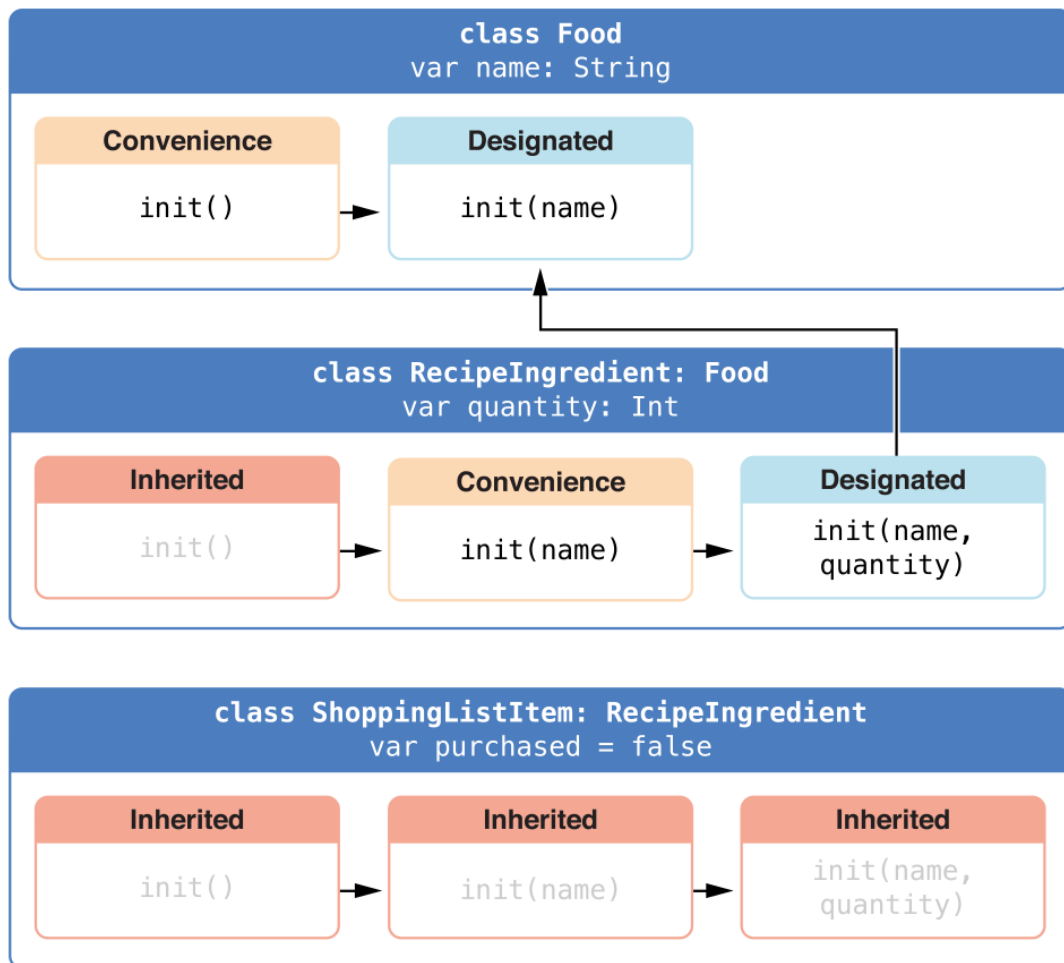 class Food
var name: String
Convenience
Designated
init()
init(name)
class RecipeIngredient: Food
var quantity: Int
Inherited
Convenience
Designated
init()
init(name)
init(name,
quantity)
class ShoppingListItem: RecipeIngredient
var purchased = false
Inherited
Inherited
Inherited
init()
init(name)
init(name,
quantity)